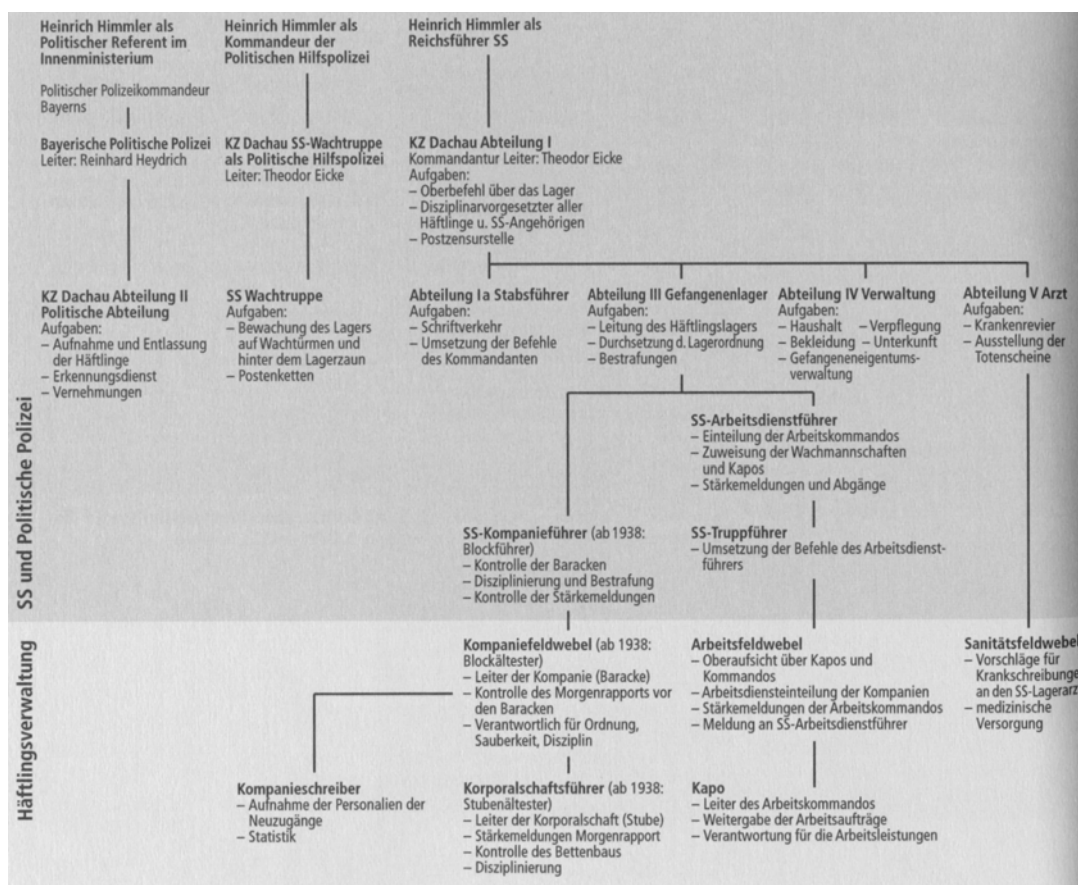 Heinrich Himmler als
Politischer Referent im
Innenministerium
Politischer Polizeikommandeur
Bayerns
Bayerische Politische Polizei
Leiter: Reinhard Heydrich
KZ Dachau Abteilung II
Politische Abteilung
Aufgaben:
– Aufnahme und Entlassung
der Häftlinge
– Erkennungsdienst
– Vernehmungen
Heinrich Himmler als
Kommandeur der
Politischen Hilfspolizei
KZ Dachau SS-Wachtruppe
als Politische Hilfspolizei
Leiter: Theodor Eicke
SS Wachtruppe
Aufgaben:
– Bewachung des Lagers
auf Wachtürmen und
hinter dem Lagerzaun
– Postenketten
Heinrich Himmler als
Reichsführer SS
KZ Dachau Abteilung I
Kommandantur Leiter: Theodor Eicke
Aufgaben:
– Oberbefehl über das Lager
– Disziplinarvorgesetzter aller
Häftlinge u. SS-Angehörigen
– Postzensurstelle
Abteilung Ia Stabsführer
Aufgaben:
– Schriftverkehr
– Umsetzung der Befehle
des Kommandanten
Abteilung III Gefangenenlager
Aufgaben:
– Leitung des Häftlingslagers
– Durchsetzung d. Lagerordnung
– Bestrafungen
Abteilung IV Verwaltung
Aufgaben:
– Haushalt – Verpflegung
– Bekleidung – Unterkunft
– Gefangeneneigentums-
verwaltung
Abteilung V Arzt
Aufgaben:
– Krankenrevier
– Ausstellung der
Totenscheine
SS-Arbeitsdienstführer
– Einteilung der Arbeitskommandos
– Zuweisung der Wachmannschaften
und Kapos
– Stärkemeldungen und Abgänge
SS-Kompanieführer (ab 1938:
Blockführer)
– Kontrolle der Baracken
– Disziplinierung und Bestrafung
– Kontrolle der Stärkemeldungen
SS-Truppführer
– Umsetzung der Befehle des Arbeitsdienst-
führers
SS und Politische Polizei
Kompaniefeldwebel (ab 1938:
Blockältester)
– Leiter der Kompanie (Baracke)
– Kontrolle des Morgenrapports vor
den Baracken
– Verantwortlich für Ordnung,
Sauberkeit, Disziplin
Arbeitsfeldwebel
– Oberaufsicht über Kapos und
Kommandos
– Arbeitsdiensteinteilung der Kompanien
– Stärkemeldungen der Arbeitskommandos
– Meldung an SS-Arbeitsdienstführer
Sanitätsfeldwebel
– Vorschläge für
Krankschreibunge
an den SS-Lagerarz
– medizinische
Versorgung
Kompanieschreiber
– Aufnahme der Personalien der
Neuzugänge
– Statistik
Korporalschaftsführer (ab 1938:
Stubenältester)
– Leiter der Korporalschaft (Stube)
– Stärkemeldungen Morgenrapport
– Kontrolle des Bettenbaus
– Disziplinierung
Kapo
– Leiter des Arbeitskommandos
– Weitergabe der Arbeitsaufträge
– Verantwortung für die Arbeitsleistungen
Häftlingsverwaltung